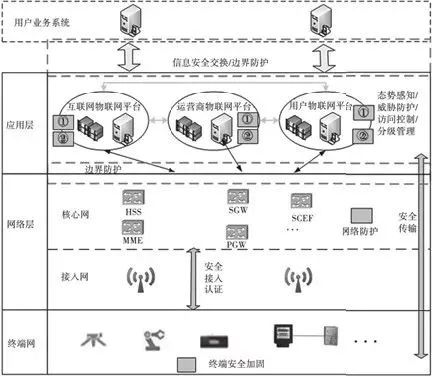 用户业务系统
信息安全交换/边界防护
应用层
互联网物联网平台
运营商物联网平台
用户物联网平台
态势感知/
威胁防护/
访问控制/
分级管理
①
②
①
②
①
②
边界防护
网络层
核心网
HSS
SGW
SCEF
MME
PGW
...
网络防护
安全
传输
接入网
安全
接入
认证
终端网
...
终端安全加固